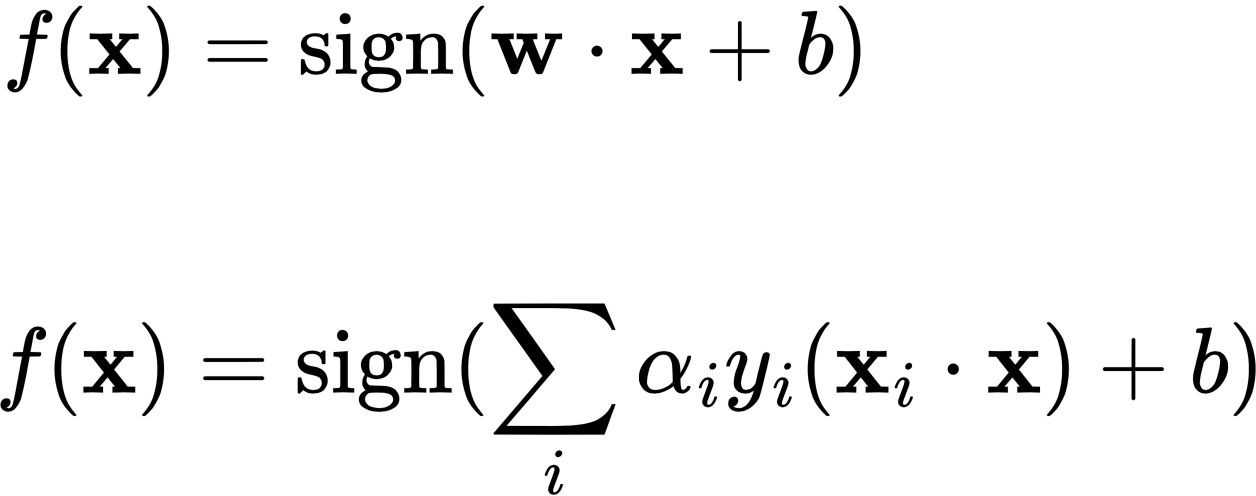 f(𝐱) = sign(𝐰 · 𝐱 + b)
f(𝐱) = sign(∑ᵢ αᵢyᵢ(𝐱ᵢ · 𝐱) + b)